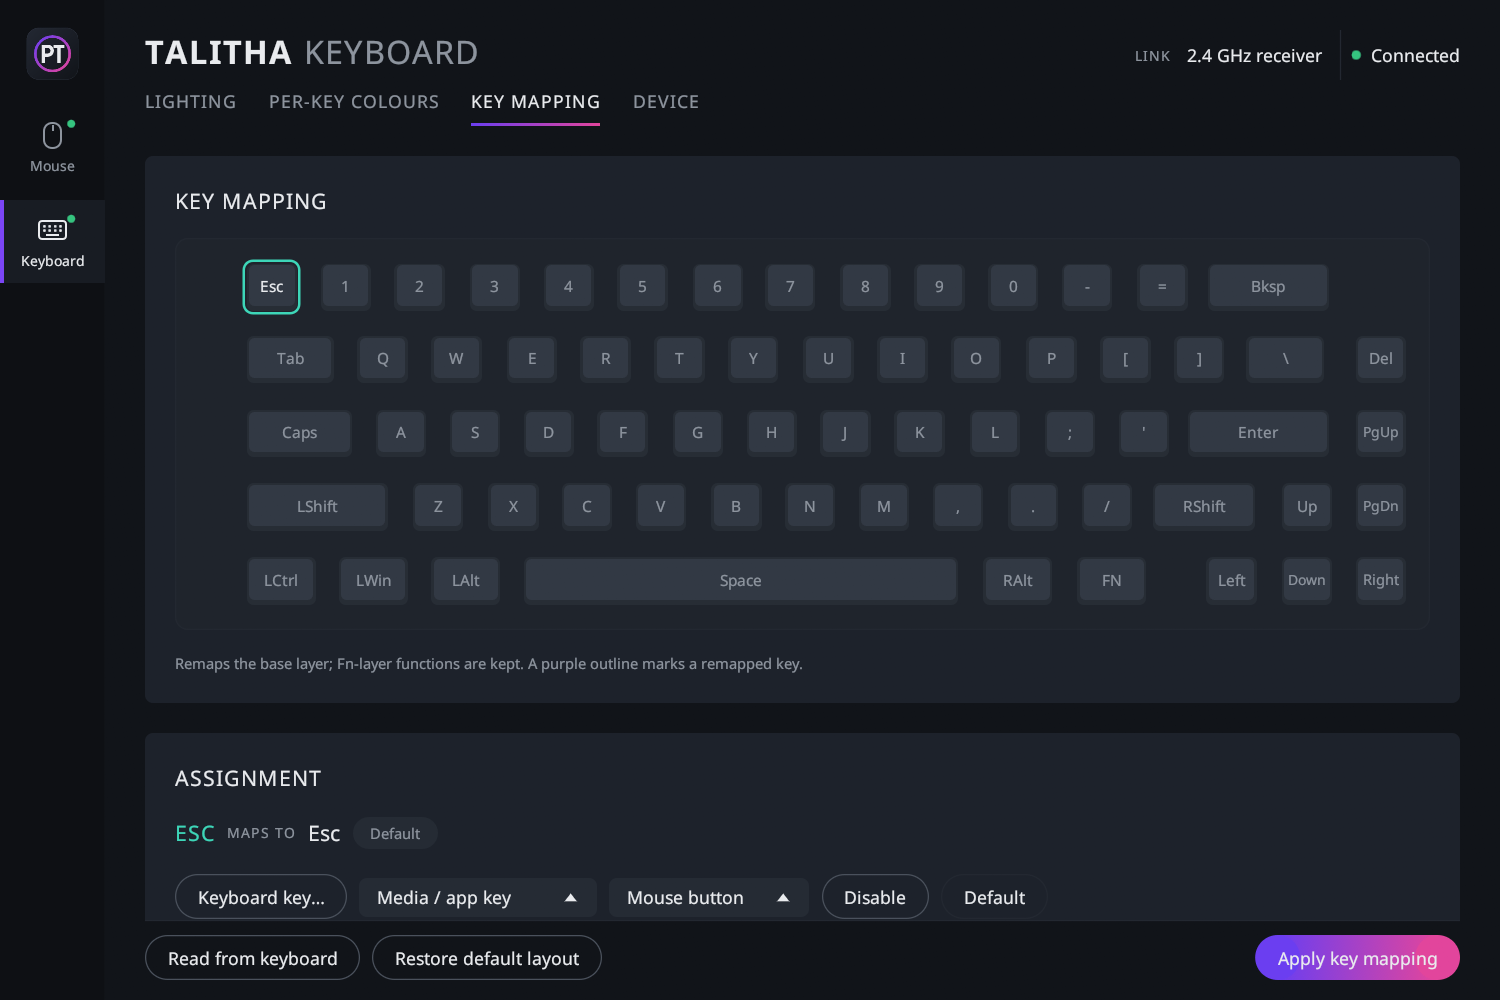 PT
TALITHA KEYBOARD
LINK 2.4 GHz receiver Connected
LIGHTING PER-KEY COLOURS KEY MAPPING DEVICE
Mouse
Keyboard
KEY MAPPING
Esc 1 2 3 4 5 6 7 8 9 0 - = Bksp
Tab Q W E R T Y U I O P [ ] \ Del
Caps A S D F G H J K L ; ' Enter PgUp
LShift Z X C V B N M , . / RShift Up PgDn
LCtrl LWin LAlt Space RAlt FN Left Down Right
Remaps the base layer; Fn-layer functions are kept. A purple outline marks a remapped key.
ASSIGNMENT
ESC MAPS TO Esc Default
Keyboard key... Media / app key Mouse button Disable Default
Read from keyboard Restore default layout Apply key mapping